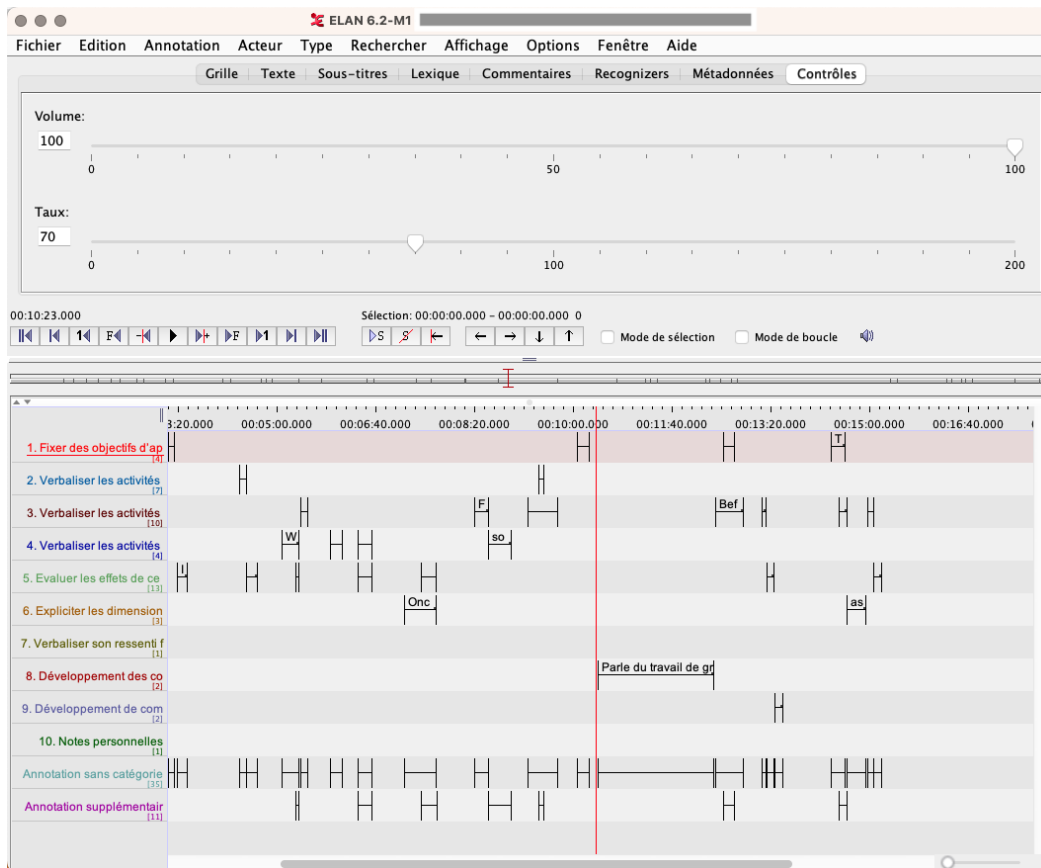 ELAN 6.2-M1
Fichier Edition Annotation Acteur Type Rechercher Affichage Options Fenêtre Aide
Grille Texte Sous-titres Lexique Commentaires Recognizers Métadonnées Contrôles
Volume:
100
0 50 100
Taux:
70
0 100 200
00:10:23.000 Sélection: 00:00:00.000 - 00:00:00.000 0
1 F F 1 S S Mode de sélection Mode de boucle
3:20.000 00:05:00.000 00:06:40.000 00:08:20.000 00:10:00.000 00:11:40.000 00:13:20.000 00:15:00.000 00:16:40.000
1. Fixer des objectifs d'ap T
[4]
2. Verbaliser les activités
[7]
3. Verbaliser les activités F Bef
[10]
4. Verbaliser les activités W so
[4]
5. Evaluer les effets de ce I
[13]
6. Expliciter les dimension Onc as
[3]
7. Verbaliser son ressenti f
[1]
8. Développement des co Parle du travail de gr
[2]
9. Développement de com
[2]
10. Notes personnelles
[1]
Annotation sans catégorie
[35]
Annotation supplémentair
[11]